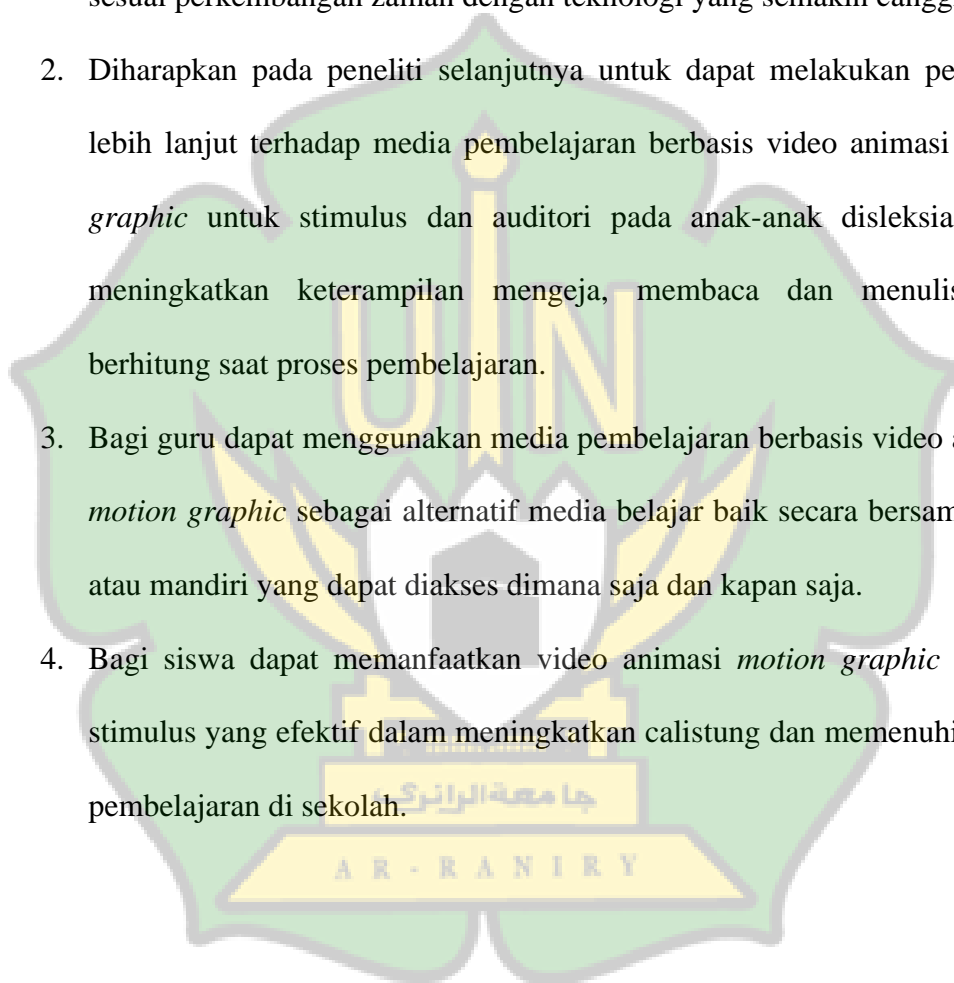 sesuai perkembangan zaman dengan teknologi yang semakin
2. Diharapkan pada peneliti selanjutnya untuk dapat melakukan
lebih lanjut terhadap media pembelajaran berbasis video animasi
graphic untuk stimulus dan auditori pada anak-anak disleksia
meningkatkan keterampilan mengeja, membaca dan menulis
berhitung saat proses pembelajaran.
3. Bagi guru dapat menggunakan media pembelajaran berbasis video
motion graphic sebagai alternatif media belajar baik secara
atau mandiri yang dapat diakses dimana saja dan kapan saja.
4. Bagi siswa dapat memanfaatkan video animasi motion graphic
stimulus yang efektif dalam meningkatkan calistung dan memenuhi
pembelajaran di sekolah.
UIN
جامعة الرانري
AR-RANIRY